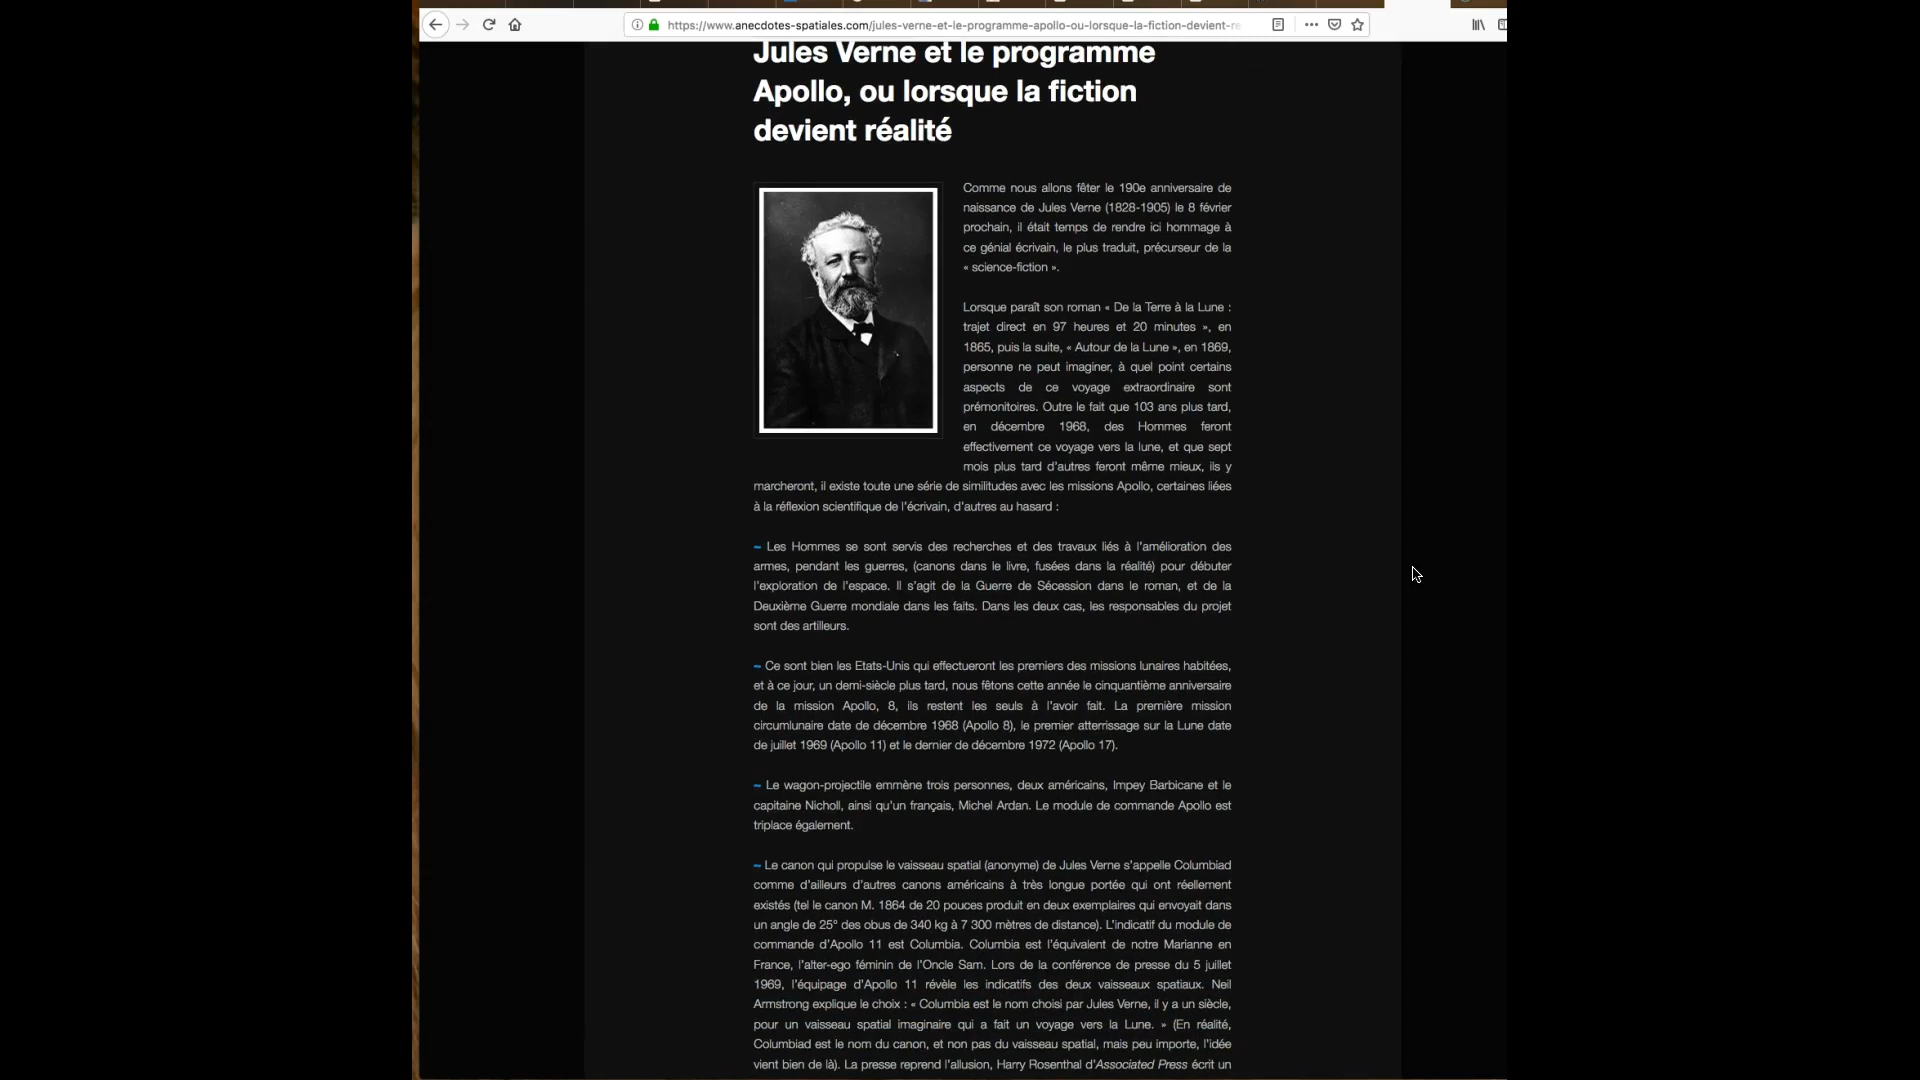 https://www.anecdotes-spatiales.com/jules-verne-et-le-programme-apollo-ou-lorsque-la-fiction-devient-re
Jules Verne et le programme
Apollo, ou lorsque la fiction
devient réalité
Comme nous allons fêter le 190e anniversaire de
naissance de Jules Verne (1828-1905) le 8 février
prochain, il était temps de rendre ici hommage à
ce génial écrivain, le plus traduit, précurseur de la
« science-fiction ».
Lorsque paraît son roman « De la Terre à la Lune :
trajet direct en 97 heures et 20 minutes », en
1865, puis la suite, « Autour de la Lune », en 1869,
personne ne peut imaginer, à quel point certains
aspects de ce voyage extraordinaire sont
prémonitoires. Outre le fait que 103 ans plus tard,
en décembre 1968, des Hommes feront
effectivement ce voyage vers la lune, et que sept
mois plus tard d'autres feront même mieux, ils y
marcheront, il existe toute une série de similitudes avec les missions Apollo, certaines liées
à la réflexion scientifique de l'écrivain, d'autres au hasard :
~ Les Hommes se sont servis des recherches et des travaux liés à l'amélioration des
armes, pendant les guerres, (canons dans le livre, fusées dans la réalité) pour débuter
l'exploration de l'espace. Il s'agit de la Guerre de Sécession dans le roman, et de la
Deuxième Guerre mondiale dans les faits. Dans les deux cas, les responsables du projet
sont des artilleurs.
~ Ce sont bien les Etats-Unis qui effectueront les premiers des missions lunaires habitées,
et à ce jour, un demi-siècle plus tard, nous fêtons cette année le cinquantième anniversaire
de la mission Apollo, 8, ils restent les seuls à l'avoir fait. La première mission
circumlunaire date de décembre 1968 (Apollo 8), le premier atterrissage sur la Lune date
de juillet 1969 (Apollo 11) et le dernier de décembre 1972 (Apollo 17).
~ Le wagon-projectile emmène trois personnes, deux américains, Impey Barbicane et le
capitaine Nicholl, ainsi qu'un français, Michel Ardan. Le module de commande Apollo est
triplace également.
~ Le canon qui propulse le vaisseau spatial (anonyme) de Jules Verne s'appelle Columbiad
comme d'ailleurs d'autres canons américains à très longue portée qui ont réellement
existés (tel le canon M. 1864 de 20 pouces produit en deux exemplaires qui envoyait dans
un angle de 25° des obus de 340 kg à 7 300 mètres de distance). L'indicatif du module de
commande d'Apollo 11 est Columbia. Columbia est l'équivalent de notre Marianne en
France, l'alter-ego féminin de l'Oncle Sam. Lors de la conférence de presse du 5 juillet
1969, l'équipage d'Apollo 11 révèle les indicatifs des deux vaisseaux spatiaux. Neil
Armstrong explique le choix : « Columbia est le nom choisi par Jules Verne, il y a un siècle,
pour un vaisseau spatial imaginaire qui a fait un voyage vers la Lune. » (En réalité,
Columbiad est le nom du canon, et non pas du vaisseau spatial, mais peu importe, l'idée
vient bien de là). La presse reprend l'allusion, Harry Rosenthal d'Associated Press écrit un